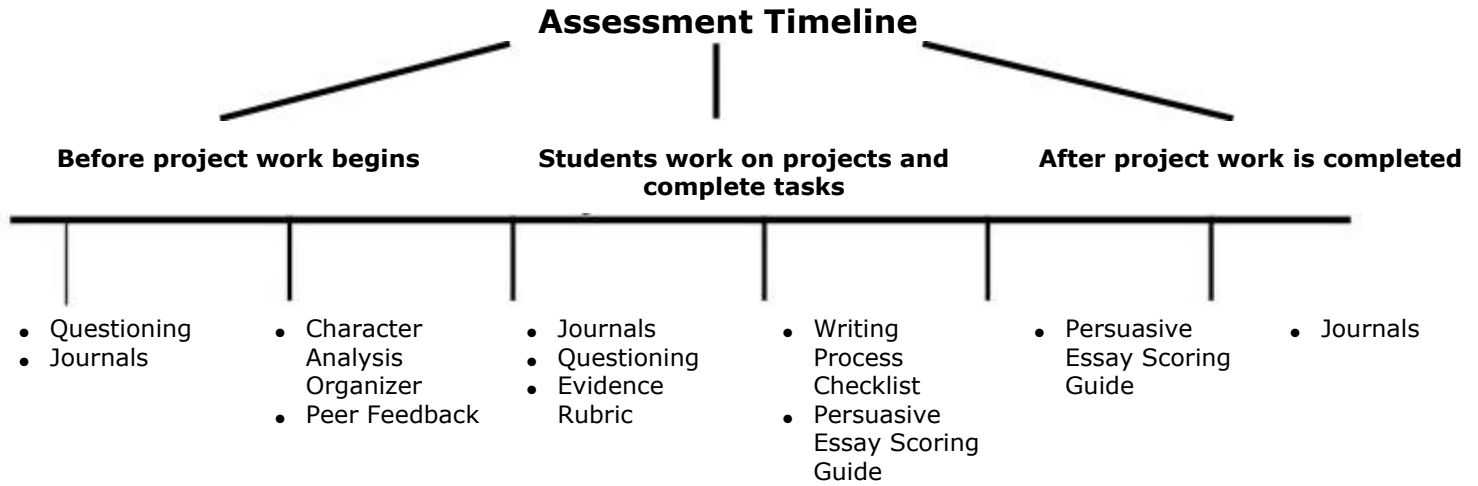 Assessment Timeline
Before project work begins
Students work on projects and
complete tasks
After project work is completed
• Questioning
• Journals
• Character
Analysis
Organizer
• Peer Feedback
• Journals
• Questioning
• Evidence
Rubric
• Writing
Process
Checklist
• Persuasive
Essay Scoring
Guide
• Persuasive
Essay Scoring
Guide
• Journals